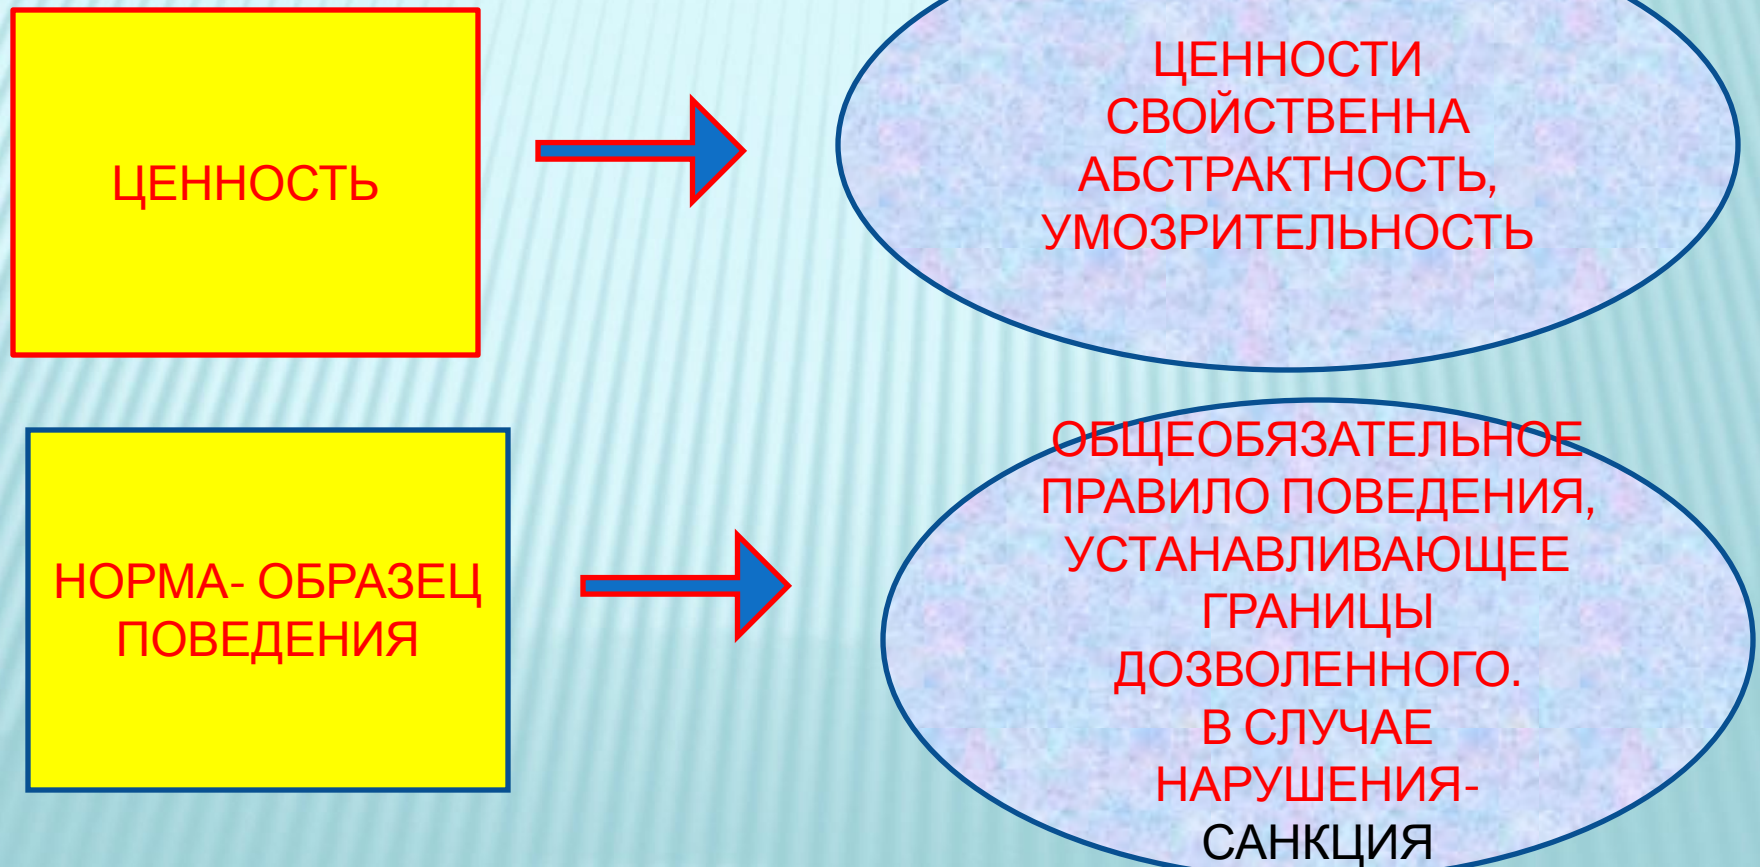 ЦЕННОСТЬ
ЦЕННОСТИ
СВОЙСТВЕННА
АБСТРАКТНОСТЬ,
УМОЗРИТЕЛЬНОСТЬ
НОРМА- ОБРАЗЕЦ
ПОВЕДЕНИЯ
ОБЩЕОБЯЗАТЕЛЬНОЕ
ПРАВИЛО ПОВЕДЕНИЯ,
УСТАНАВЛИВАЮЩЕЕ
ГРАНИЦЫ
ДОЗВОЛЕННОГО.
В СЛУЧАЕ
НАРУШЕНИЯ-
САНКЦИЯ